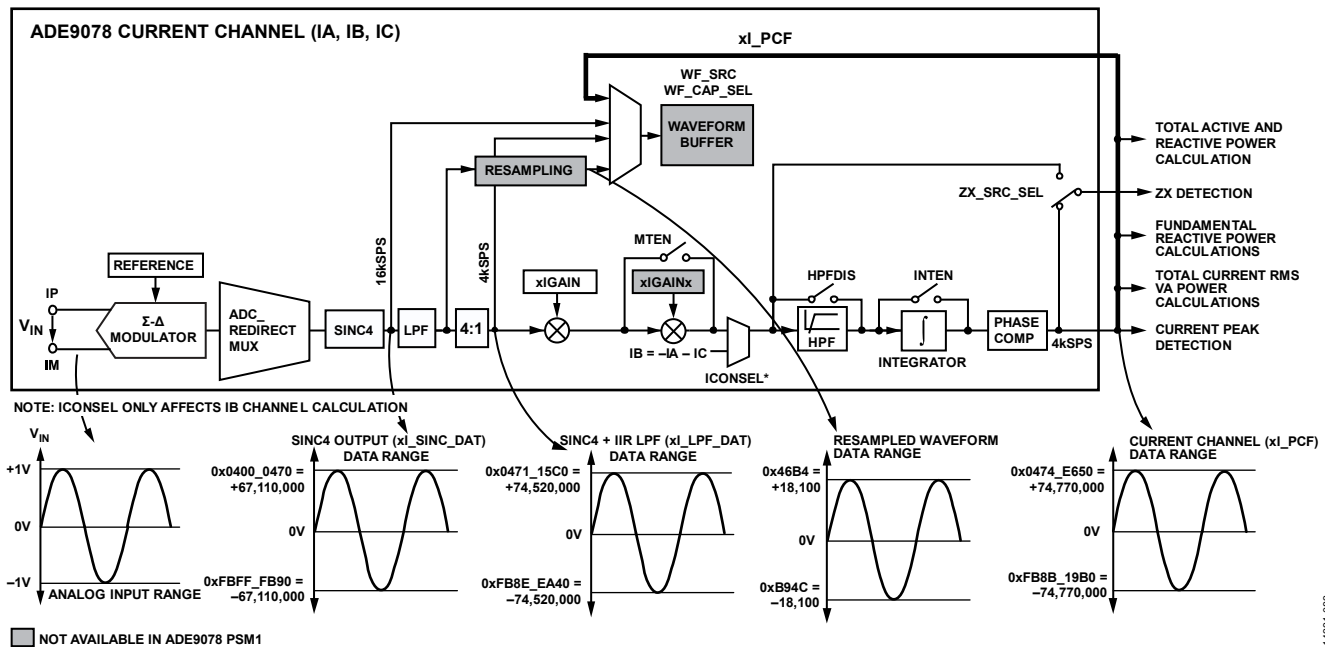 ADE9078 CURRENT CHANNEL (IA, IB, IC)
xI_PCF
WF_SRC
WF_CAP_SEL
WAVEFORM
BUFFER
RESAMPLING
TOTAL ACTIVE AND
REACTIVE POWER
CALCULATION
ZX_SRC_SEL
ZX DETECTION
FUNDAMENTAL
REACTIVE POWER
CALCULATIONS
TOTAL CURRENT RMS
VA POWER
CALCULATIONS
CURRENT PEAK
DETECTION
16kSPS
4kSPS
MTEN
REFERENCE
xIGAIN
xIGAINx
HPFDIS
INTEN
IP
VIN
IM
Σ-Δ
MODULATOR
ADC_
REDIRECT
MUX
SINC4
LPF
4:1
IB = –IA – IC
ICONSEL*
HPF
∫
INTEGRATOR
PHASE
COMP
4kSPS
NOTE: ICONSEL ONLY AFFECTS IB CHANNEL CALCULATION
VIN
+1V
0V
–1V
ANALOG INPUT RANGE
SINC4 OUTPUT (xI_SINC_DAT)
DATA RANGE
0x0400_0470 =
+67,110,000
0V
0xFBFF_FB90 =
–67,110,000
SINC4 + IIR LPF (xI_LPF_DAT)
DATA RANGE
0x0471_15C0 =
+74,520,000
0V
0xFB8E_EA40 =
–74,520,000
RESAMPLED WAVEFORM
DATA RANGE
0x46B4 =
+18,100
0V
0xB94C =
–18,100
CURRENT CHANNEL (xI_PCF)
DATA RANGE
0x0474_E650 =
+74,770,000
0V
0xFB8B_19B0 =
–74,770,000
NOT AVAILABLE IN ADE9078 PSM1